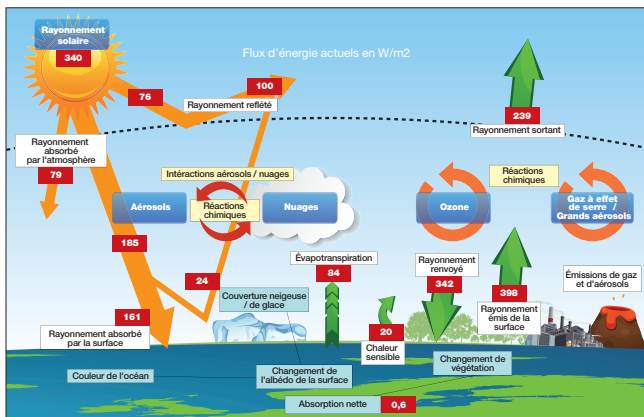 Rayonnement
solaire
340
Flux d'énergie actuels en W/m2
76
100
Rayonnement reflété
239
Rayonnement sortant
Rayonnement
absorbé
par l'atmosphère
79
Intéractions aérosols / nuages
Aérosols
Réactions
chimiques
Nuages
Réactions
chimiques
Ozone
Gaz à effet
de serre /
Grands aérosols
185
24
Évapotranspiration
84
Rayonnement
renvoyé
342
398
Rayonnement
émis de la
surface
Émissions de gaz
et d'aérosols
161
Rayonnement absorbé
par la surface
Couverture neigeuse
/ de glace
20
Chaleur
sensible
Couleur de l'océan
Changement de
l'albédo de la surface
Changement de
végétation
Absorption nette
0,6